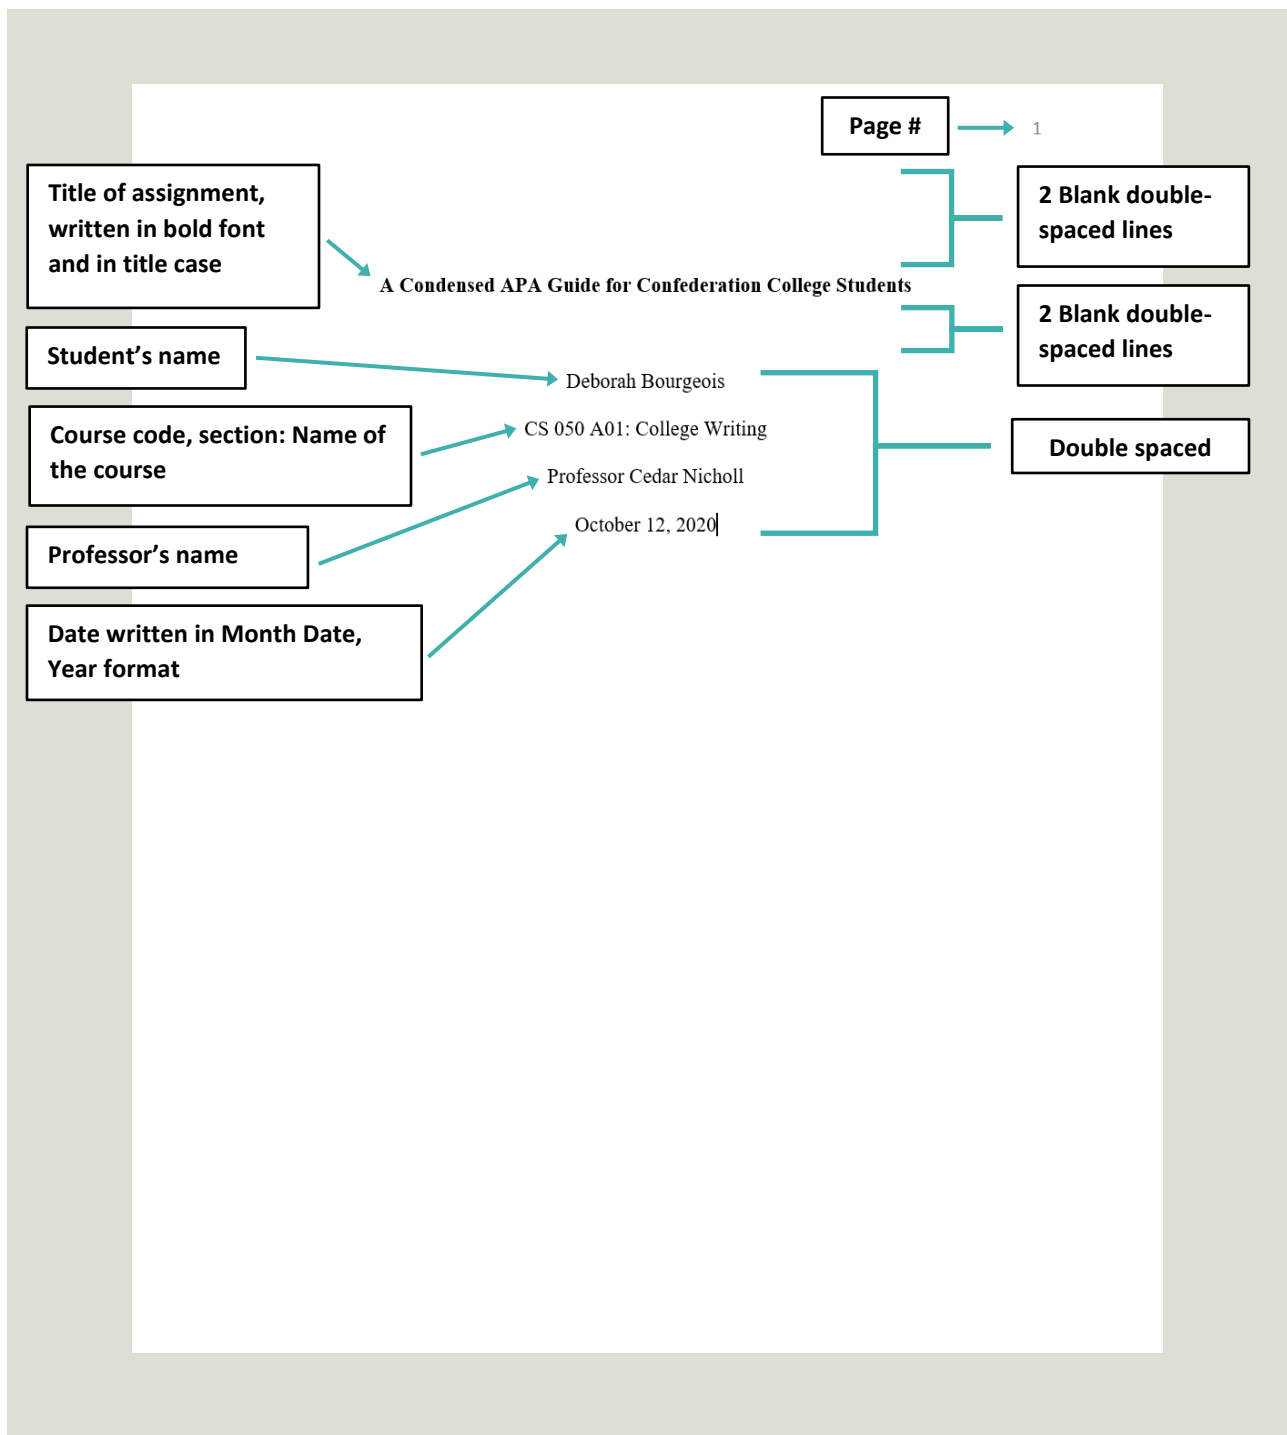 Page #
1
Title of assignment,
written in bold font
and in title case
2 Blank double-
spaced lines
A Condensed APA Guide for Confederation College Students
2 Blank double-
spaced lines
Student’s name
Deborah Bourgeois
Course code, section: Name of
the course
CS 050 A01: College Writing
Double spaced
Professor Cedar Nicholl
Professor’s name
October 12, 2020
Date written in Month Date,
Year format